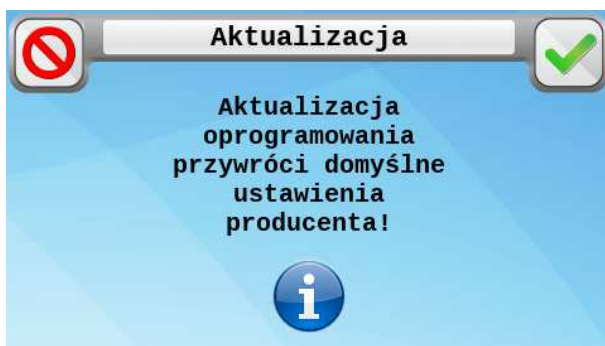 Aktualizacja
Aktualizacja
oprogramowania
przywróci domyślne
ustawienia
producenta!